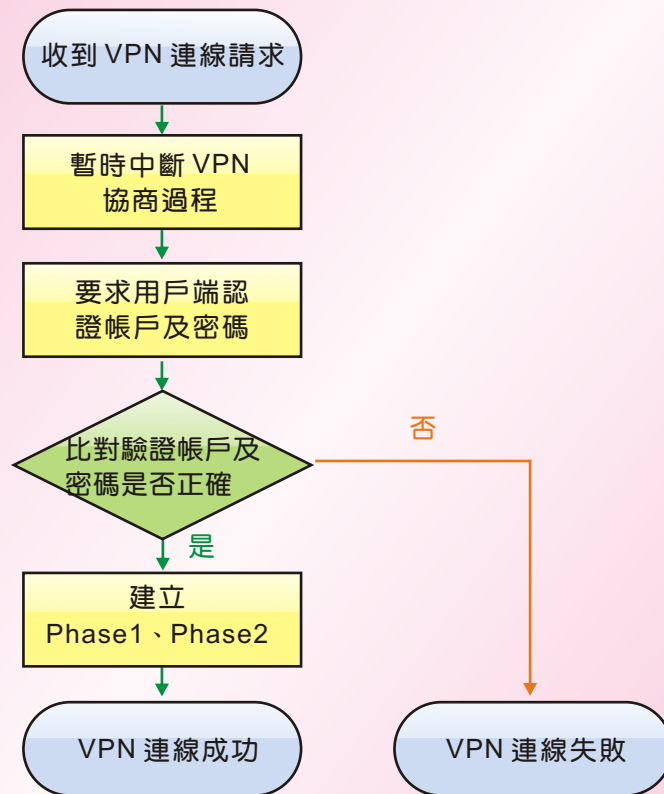 收到 VPN 連線請求
暫時中斷 VPN
協商過程
要求用戶端認
證帳戶及密碼
比對驗證帳戶及
密碼是否正確
否
是
建立
Phase1、Phase2
VPN 連線成功
VPN 連線失敗